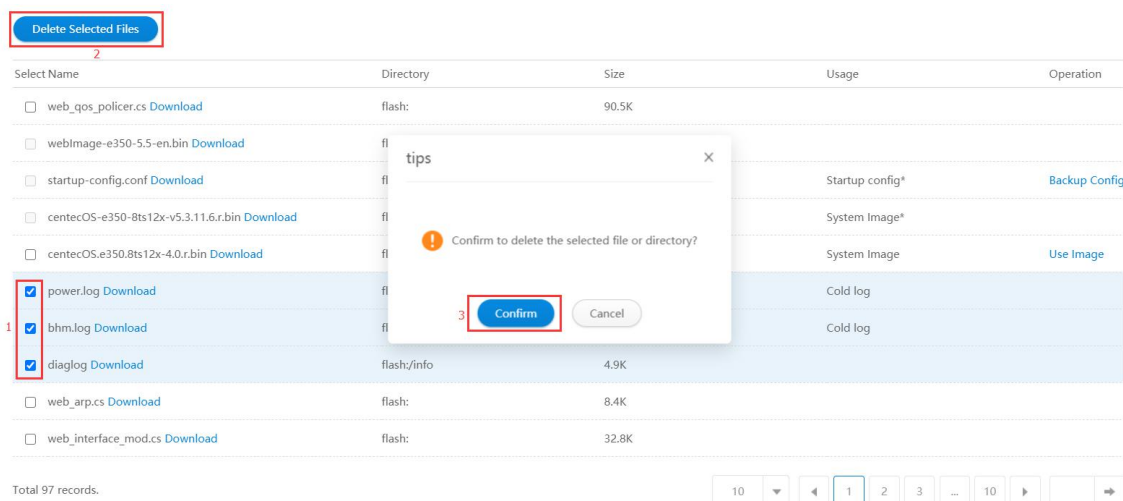 Delete Selected Files
2
Select Name Directory Size Usage Operation
web_qos_policer.cs Download flash: 90.5K
webImage-e350-5.5-en.bin Download fl
tips
startup-config.conf Download fl Startup config* Backup Config
centecOS-e350-8ts12x-v5.3.11.6.r.bin Download fl System Image*
Confirm to delete the selected file or directory?
centecOS.e350.8ts12x-4.0.r.bin Download fl System Image Use Image
power.log Download fl Cold log
3 Confirm Cancel
1 bhm.log Download fl Cold log
diaglog Download flash:/info 4.9K
web_arp.cs Download flash: 8.4K
web_interface_mod.cs Download flash: 32.8K
Total 97 records. 10 1 2 3 ... 10